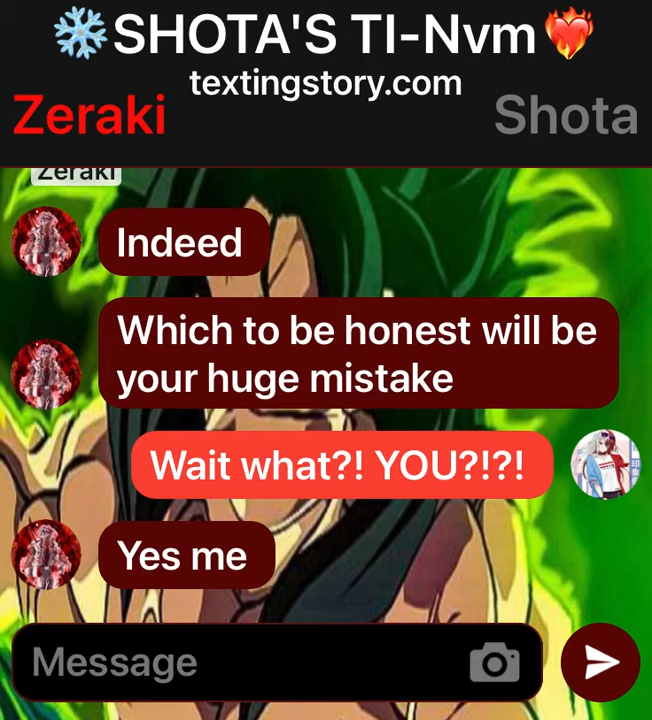 ❄️SHOTA'S TI-Nvm❤️‍🔥
textingstory.com
Zeraki
Shota
Zeraki
Indeed
Which to be honest will be
your huge mistake
Wait what?! YOU?!?!
Yes me
Message